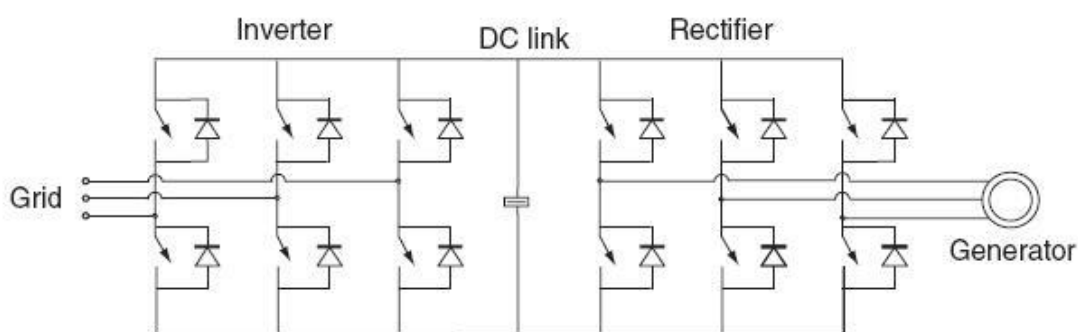 Inverter
DC link
Rectifier
Grid
Generator